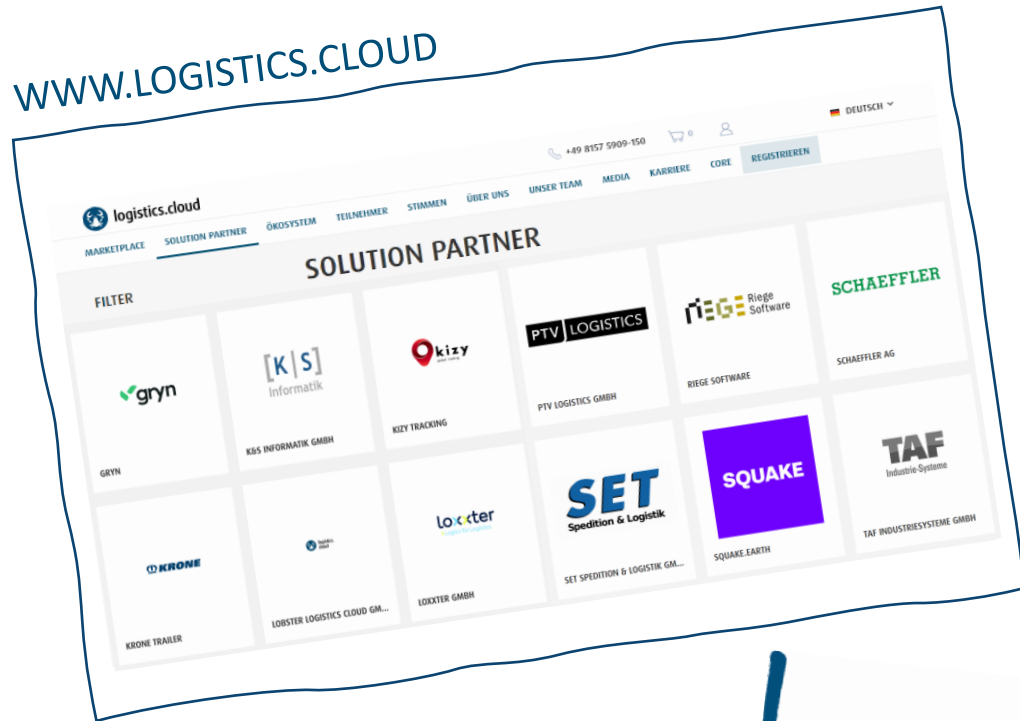 WWW.LOGISTICS.CLOUD
+49 8157 5909-150 0 DEUTSCH
logistics.cloud
MARKETPLACE SOLUTION PARTNER ÖKOSYSTEM TEILNEHMER STIMMEN ÜBER UNS UNSER TEAM MEDIA KARRIERE CORE REGISTRIEREN
FILTER
SOLUTION PARTNER
gryn
GRYN
[K|S]
Informatik
K&S INFORMATIK GMBH
kizy
KIZY TRACKING
PTV LOGISTICS
PTV LOGISTICS GMBH
RIEGE Riege
Software
RIEGE SOFTWARE
SCHAEFFLER
SCHAEFFLER AG
KRONE
KRONE TRAILER
logistics.
cloud
LOBSTER LOGISTICS CLOUD GM...
loxxter
LOXXTER GMBH
SET
Spedition & Logistik
SET SPEDITION & LOGISTIK GM...
SQUAKE
SQUAKE.EARTH
TAF
Industrie-Systeme
TAF INDUSTRIESYSTEME GMBH